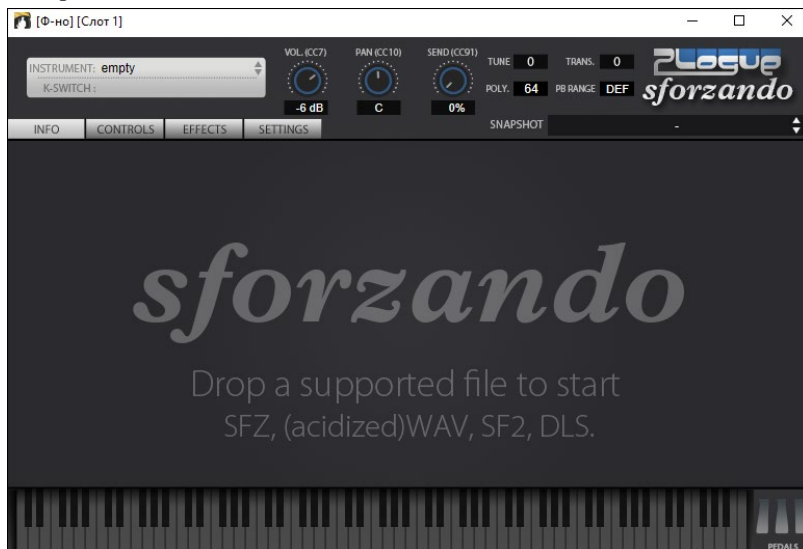 [Ф-но] [Слот 1]
INSTRUMENT: empty
K-SWITCH :
VOL. (CC7)
-6 dB
PAN (CC10)
C
SEND (CC91)
0%
TUNE 0 TRANS. 0
POLY. 64 PB RANGE DEF
PLOGUE
sforzando
INFO CONTROLS EFFECTS SETTINGS
SNAPSHOT -
sforzando
Drop a supported file to start
SFZ, (acidized)WAV, SF2, DLS.
PEDALS